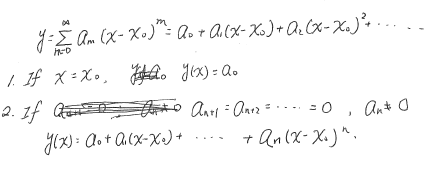 y = ∑_{m=0}^{∞} a_m (x-x_0)^m = a_0 + a_1(x-x_0) + a_2(x-x_0)^2 + ······
1. If x = x_0, y(x) = a_0
2. If a_{n+1} = a_{n+2} = ····· = 0 , a_n ≠ 0
y(x) = a_0 + a_1(x-x_0) + ······ + a_n (x-x_0)^n.